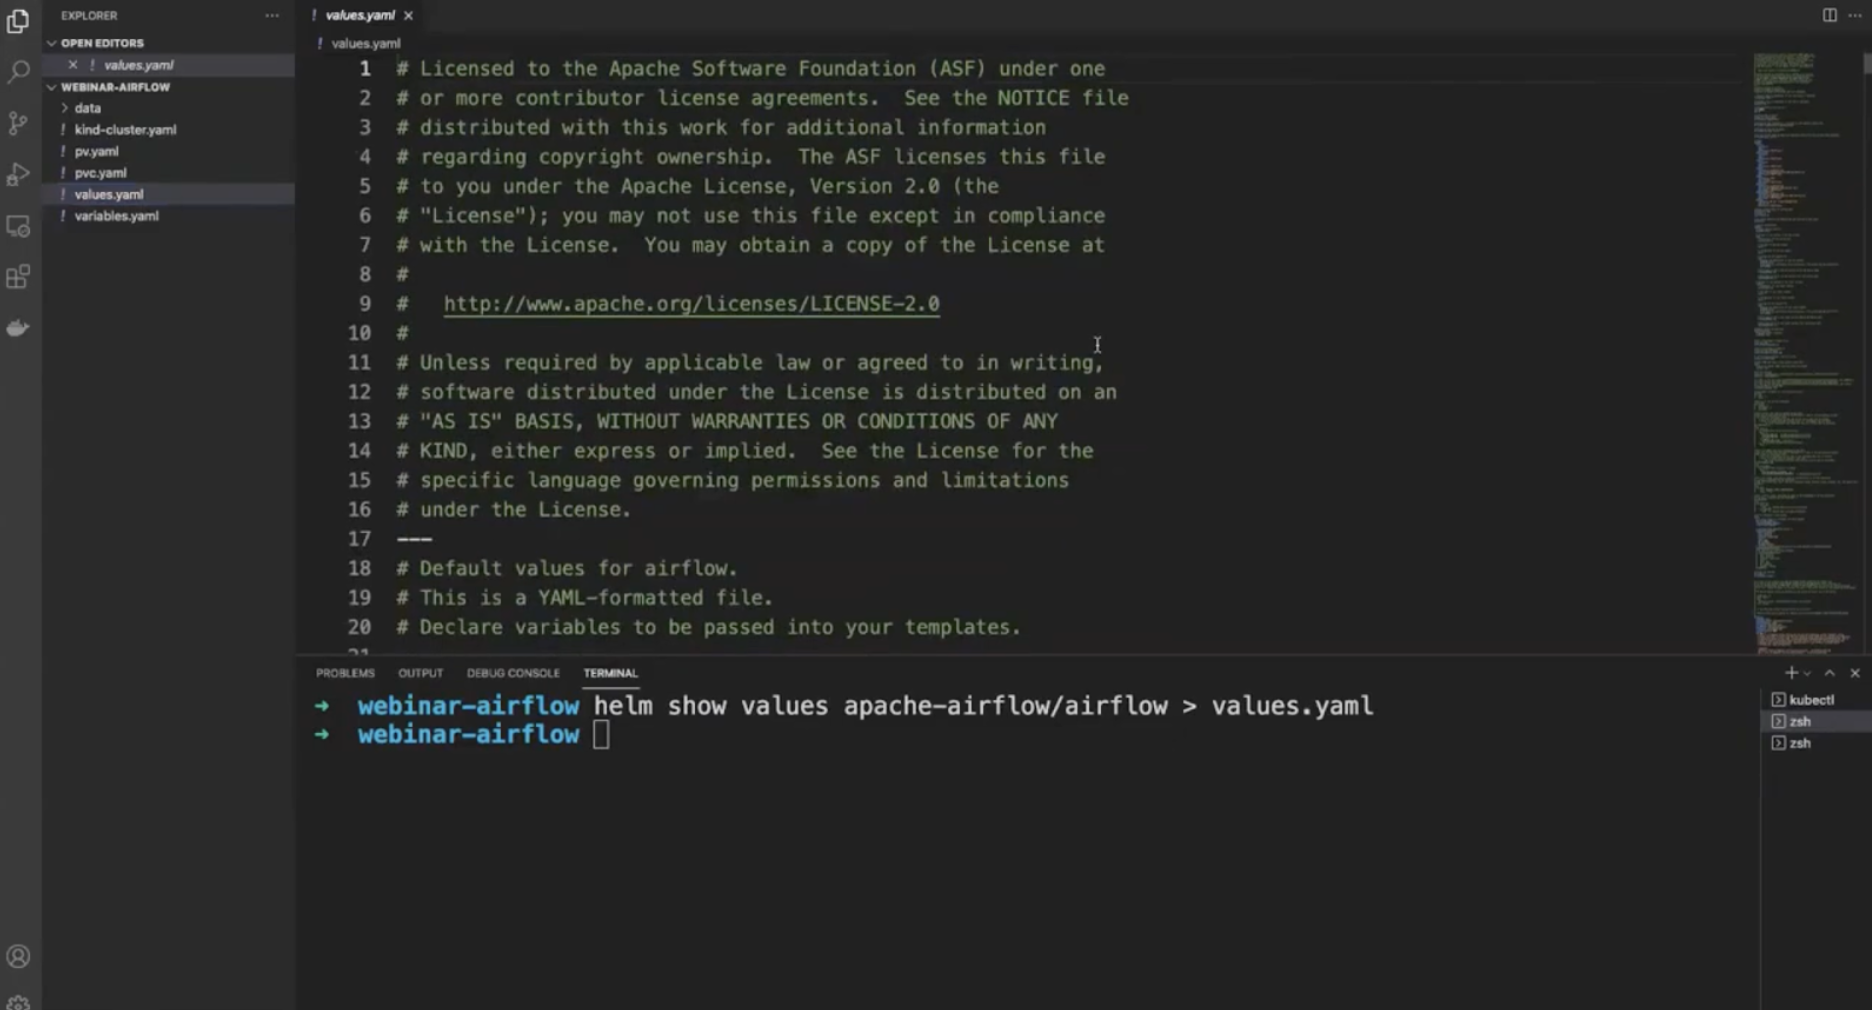 EXPLORER
OPEN EDITORS
values.yaml
WEBINAR-AIRFLOW
data
! kind-cluster.yaml
! pv.yaml
! pvc.yaml
! values.yaml
! variables.yaml
! values.yaml
! values.yaml
1 # Licensed to the Apache Software Foundation (ASF) under one
2 # or more contributor license agreements.  See the NOTICE file
3 # distributed with this work for additional information
4 # regarding copyright ownership.  The ASF licenses this file
5 # to you under the Apache License, Version 2.0 (the
6 # "License"); you may not use this file except in compliance
7 # with the License.  You may obtain a copy of the License at
8 #
9 #   http://www.apache.org/licenses/LICENSE-2.0
10 #
11 # Unless required by applicable law or agreed to in writing,
12 # software distributed under the License is distributed on an
13 # "AS IS" BASIS, WITHOUT WARRANTIES OR CONDITIONS OF ANY
14 # KIND, either express or implied.  See the License for the
15 # specific language governing permissions and limitations
16 # under the License.
17 ---
18 # Default values for airflow.
19 # This is a YAML-formatted file.
20 # Declare variables to be passed into your templates.
21
PROBLEMS OUTPUT DEBUG CONSOLE TERMINAL
→ webinar-airflow helm show values apache-airflow/airflow > values.yaml
→ webinar-airflow
kubectl
zsh
zsh